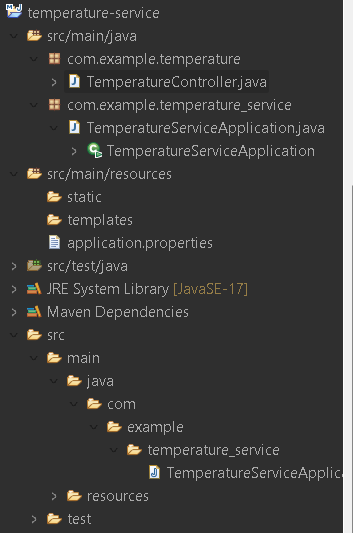 temperature-service
src/main/java
com.example.temperature
TemperatureController.java
com.example.temperature_service
TemperatureServiceApplication.java
TemperatureServiceApplication
src/main/resources
static
templates
application.properties
src/test/java
JRE System Library [JavaSE-17]
Maven Dependencies
src
main
java
com
example
temperature_service
TemperatureServiceApplica
resources
test